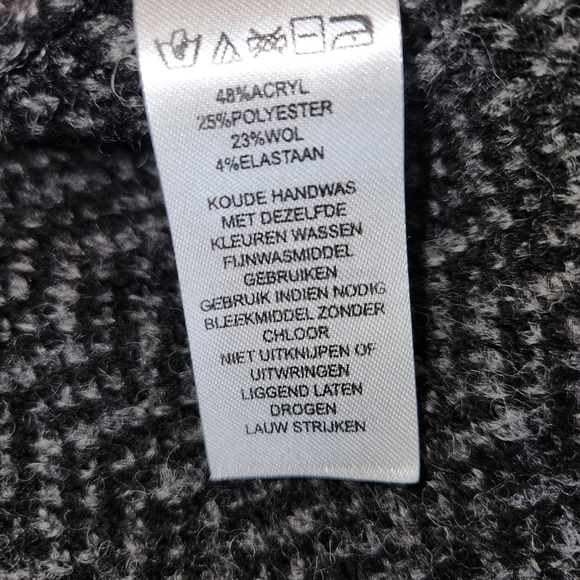 48%ACRYL
25%POLYESTER
23%WOL
4%ELASTAAN
KOUDE HANDWAS
MET DEZELFDE
KLEUREN WASSEN
FIJNWASMIDDEL
GEBRUIKEN
GEBRUIK INDIEN NODIG
BLEEKMIDDEL ZONDER
CHLOOR
NIET UITKNIJPEN OF
UITWRINGEN
LIGGEND LATEN
DROGEN
LAUW STRIJKEN